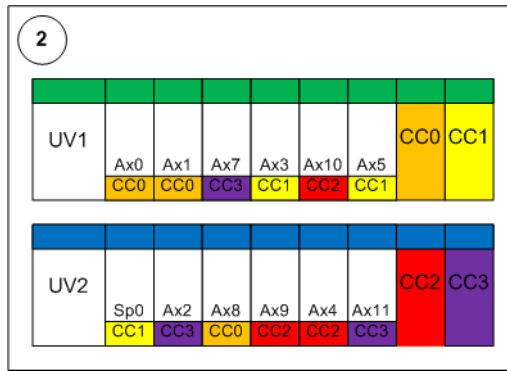 2
UV1 Ax0 Ax1 Ax7 Ax3 Ax10 Ax5 CC0 CC1
CC0 CC0 CC3 CC1 CC2 CC1
UV2 Sp0 Ax2 Ax8 Ax9 Ax4 Ax11 CC2 CC3
CC1 CC3 CC0 CC2 CC2 CC3